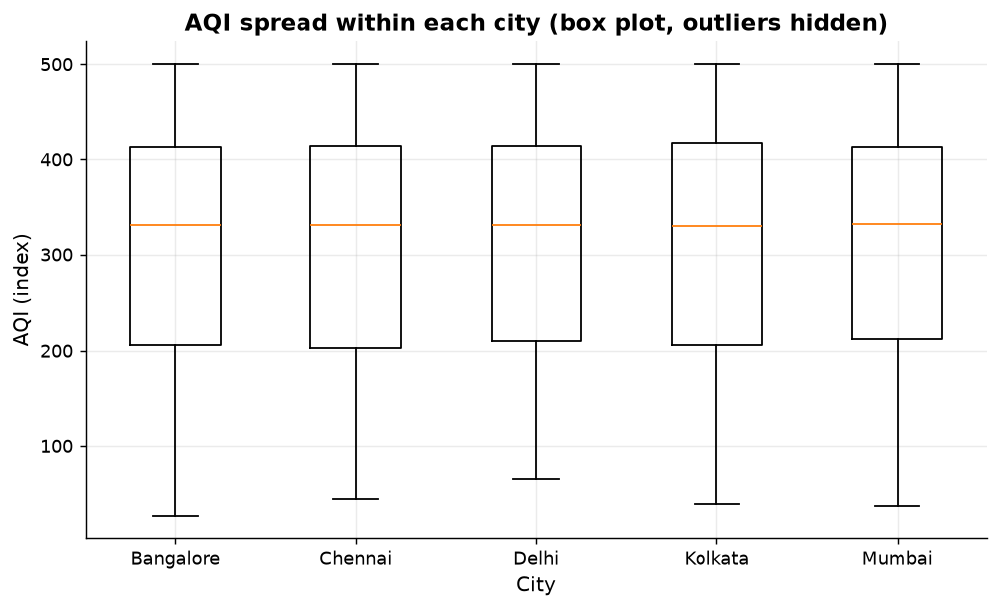 AQI spread within each city (box plot, outliers hidden)
AQI (index)
500
400
300
200
100
Bangalore Chennai Delhi Kolkata Mumbai
City